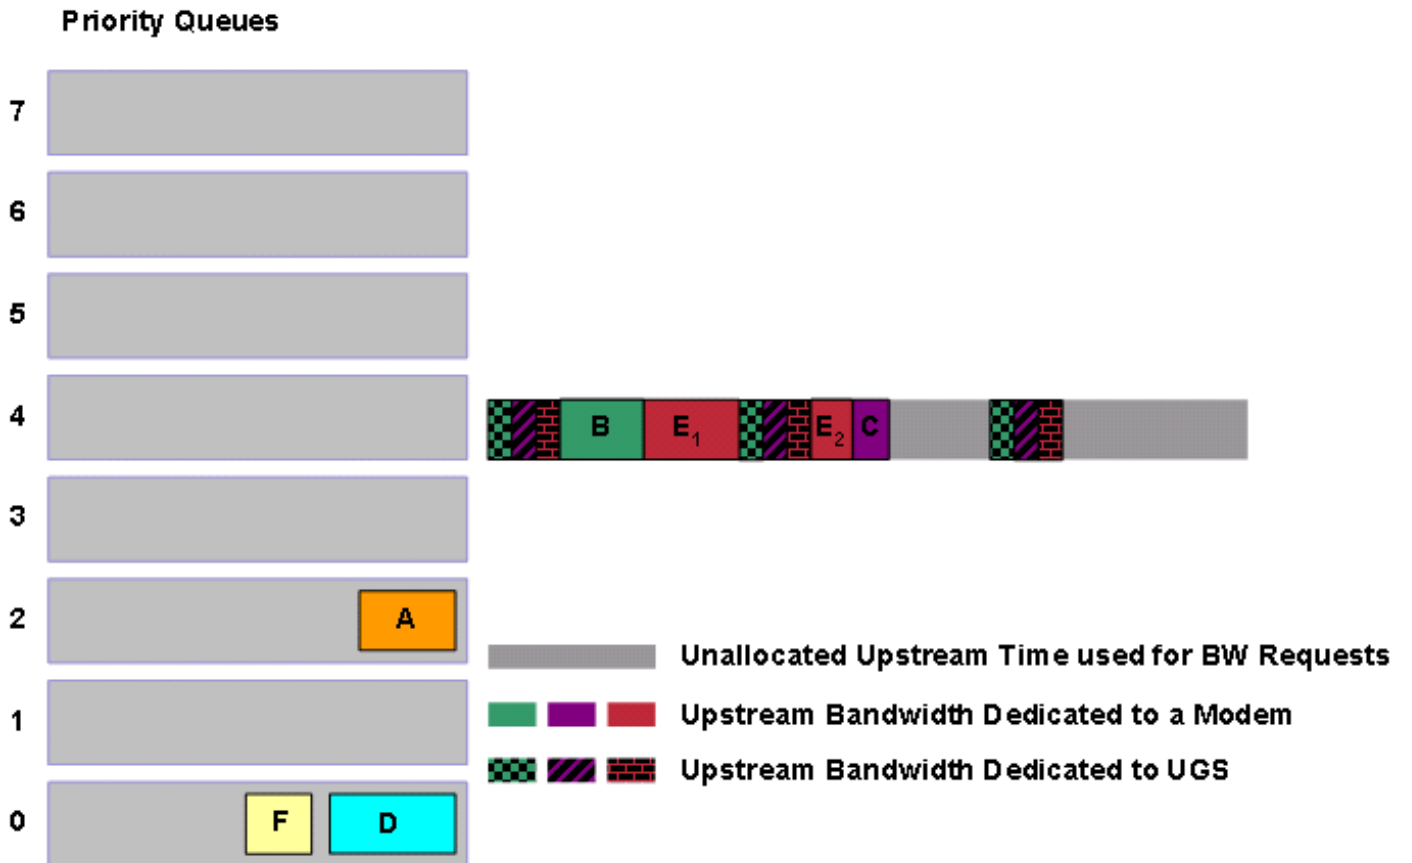 Priority Queues
7
6
5
4
B E1 E2 C
3
2
A
Unallocated Upstream Time used for BW Requests
1
Upstream Bandwidth Dedicated to a Modem
Upstream Bandwidth Dedicated to UGS
0
F D